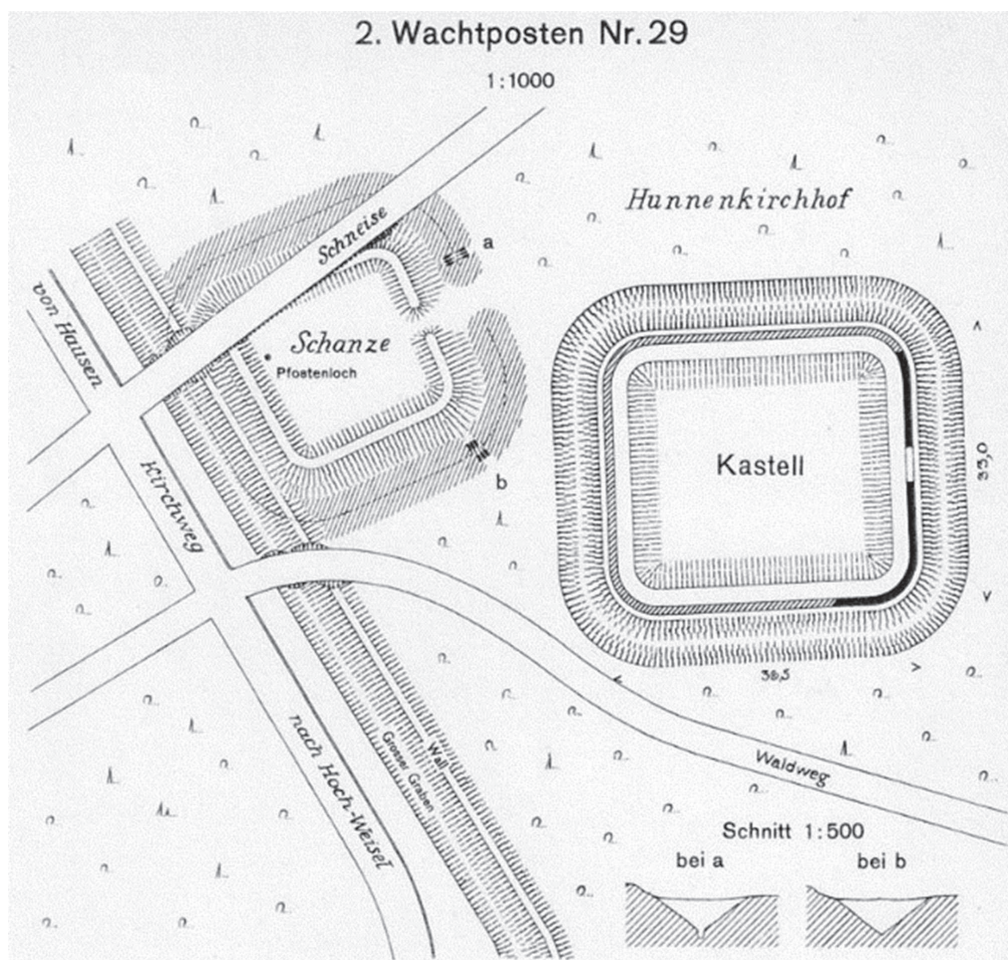 2. Wachtposten Nr. 29
1:1000
Hunnenkirchhof
Schneise
a
von Hausen
Schanze
Pfostenloch
Kastell
33,0
b
Kirchweg
38,5
nach Hoch-Weisel
Grosser Graben
Wall
Waldweg
Schnitt 1:500
bei a
bei b